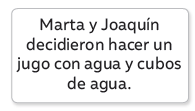 Marta y Joaquín
decidieron hacer un
jugo con agua y cubos
de agua.